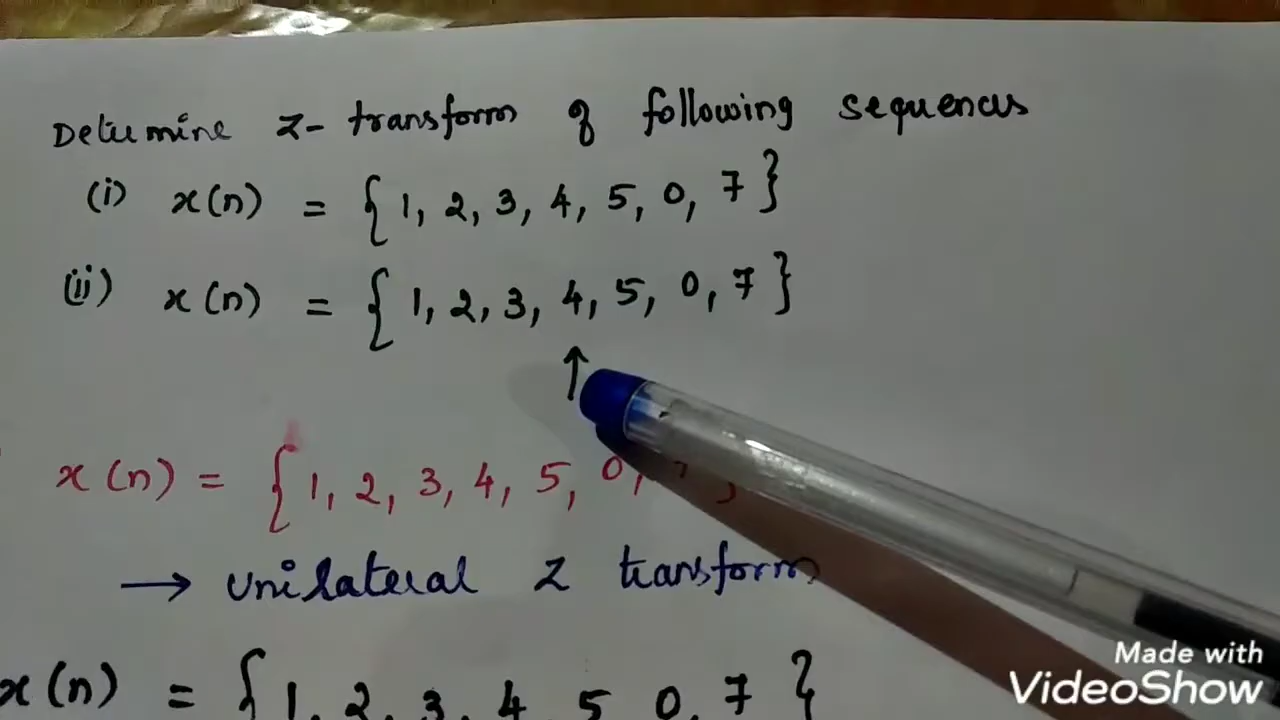 Determine z- transform of following sequences
(i) x(n) = { 1, 2, 3, 4, 5, 0, 7 }
(ii) x(n) = { 1, 2, 3, 4, 5, 0, 7 }
↑
x(n) = { 1, 2, 3, 4, 5, 0, 7 }
→ unilateral z transform
x(n) = { 1, 2, 3, 4, 5, 0, 7 }
Made with
VideoShow